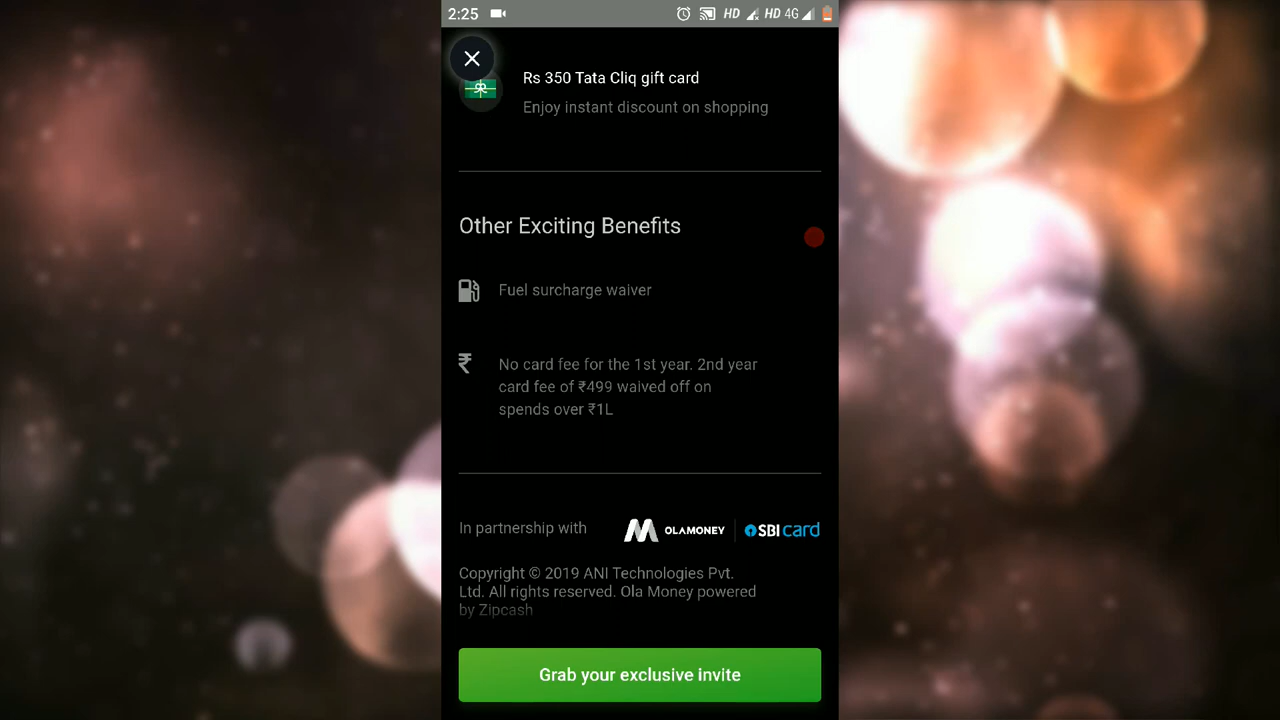 2:25 HD HD 4G
Rs 350 Tata Cliq gift card
Enjoy instant discount on shopping
Other Exciting Benefits
Fuel surcharge waiver
No card fee for the 1st year. 2nd year
card fee of ₹499 waived off on
spends over ₹1L
In partnership with OLAMONEY SBI card
Copyright © 2019 ANI Technologies Pvt.
Ltd. All rights reserved. Ola Money powered
by Zipcash
Grab your exclusive invite